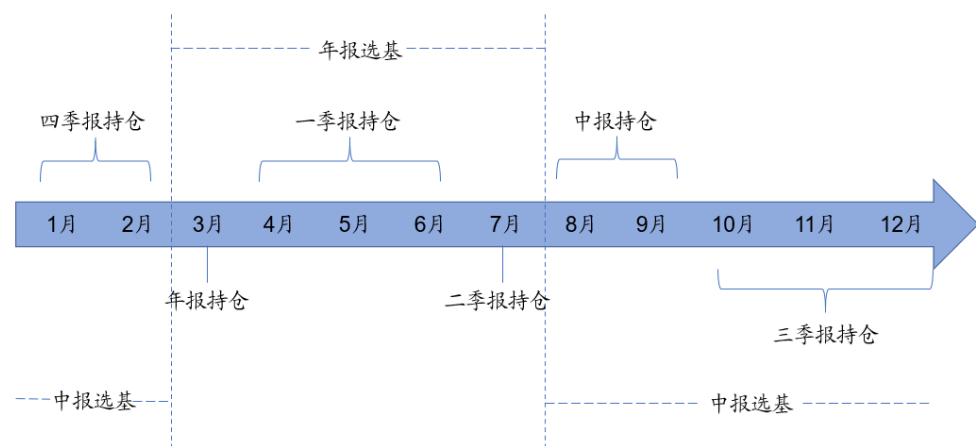 年报选基
四季报持仓
一季报持仓
中报持仓
1月 2月 3月 4月 5月 6月 7月 8月 9月 10月 11月 12月
年报持仓
二季报持仓
三季报持仓
中报选基
中报选基